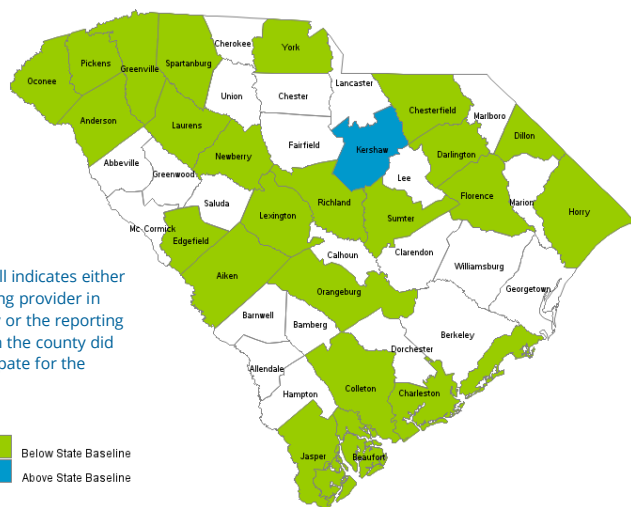 Cherokee
York
Pickens
Greenville
Spartanburg
Oconee
Union
Chester
Lancaster
Chesterfield
Marlboro
Anderson
Laurens
Dillon
Fairfield
Kershaw
Newberry
Darlington
Abbeville
Greenwood
Lee
Florence
Marion
Saluda
Richland
Horry
Lexington
Sumter
Mc Cormick
Edgefield
Calhoun
Clarendon
Williamsburg
Aiken
Orangeburg
Georgetown
ll indicates either
ng provider in
or the reporting
n the county did
pate for the
Barnwell
Bamberg
Berkeley
Dorchester
Allendale
Colleton
Charleston
Hampton
Jasper
Beaufort
Below State Baseline
Above State Baseline